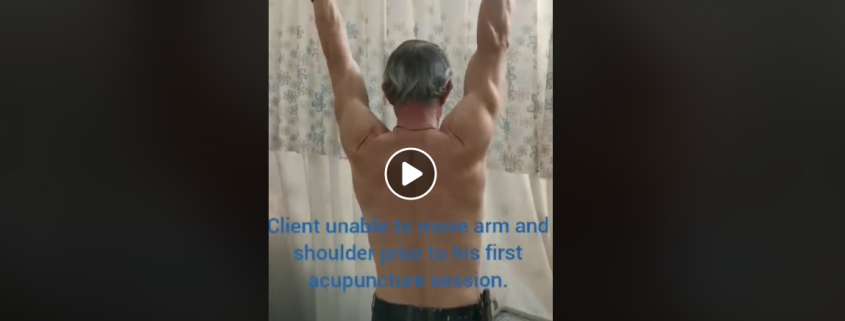 Client unable to move arm and
shoulder prior to his first
acupuncture session.